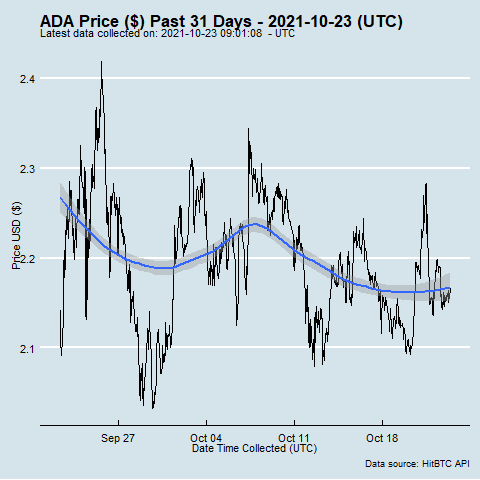 ADA Price ($) Past 31 Days - 2021-10-23 (UTC)
Latest data collected on: 2021-10-23 09:01:08 - UTC
Price USD ($)
2.4
2.3
2.2
2.1
Sep 27
Oct 04
Oct 11
Oct 18
Date Time Collected (UTC)
Data source: HitBTC API